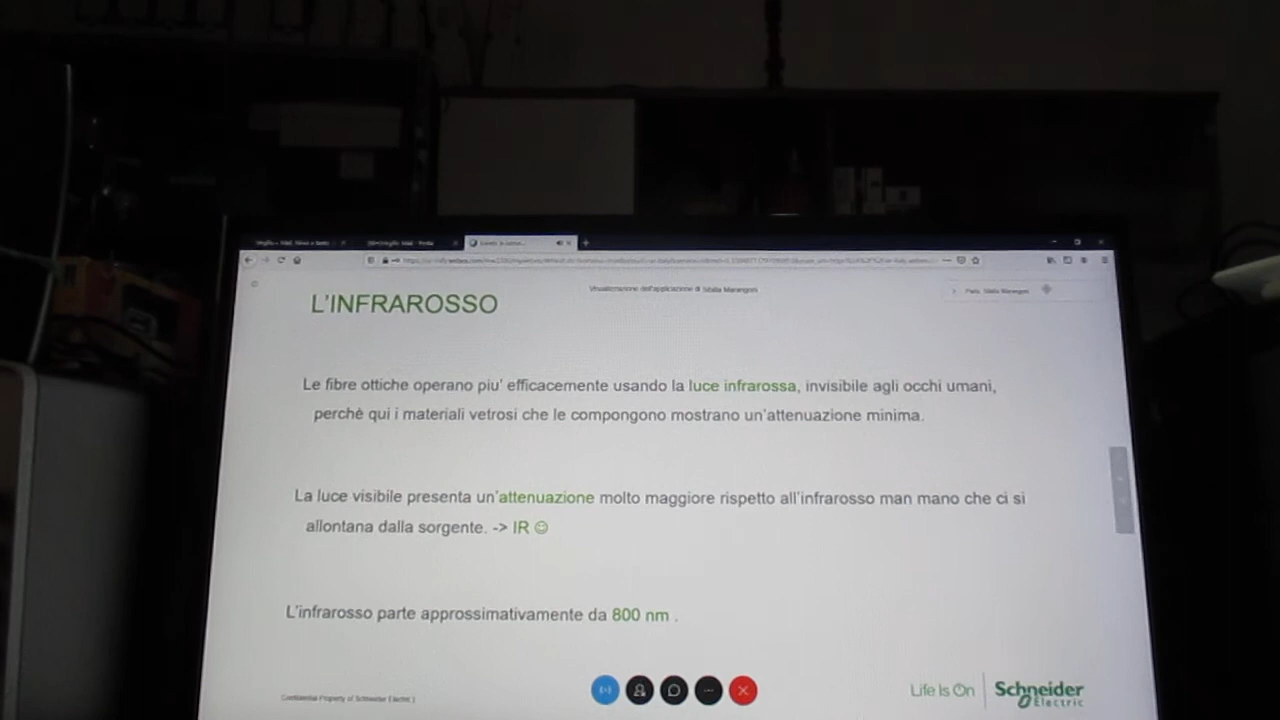 Visualizzazione dell'applicazione di Sibilla Marangoni
L'INFRAROSSO
Le fibre ottiche operano piu' efficacemente usando la luce infrarossa, invisibile agli occhi umani,
perchè qui i materiali vetrosi che le compongono mostrano un'attenuazione minima.
La luce visibile presenta un'attenuazione molto maggiore rispetto all'infrarosso man mano che ci si
allontana dalla sorgente. -> IR ☺
L'infrarosso parte approssimativamente da 800 nm .
Confidential Property of Schneider Electric |
Life Is On
Schneider
Electric